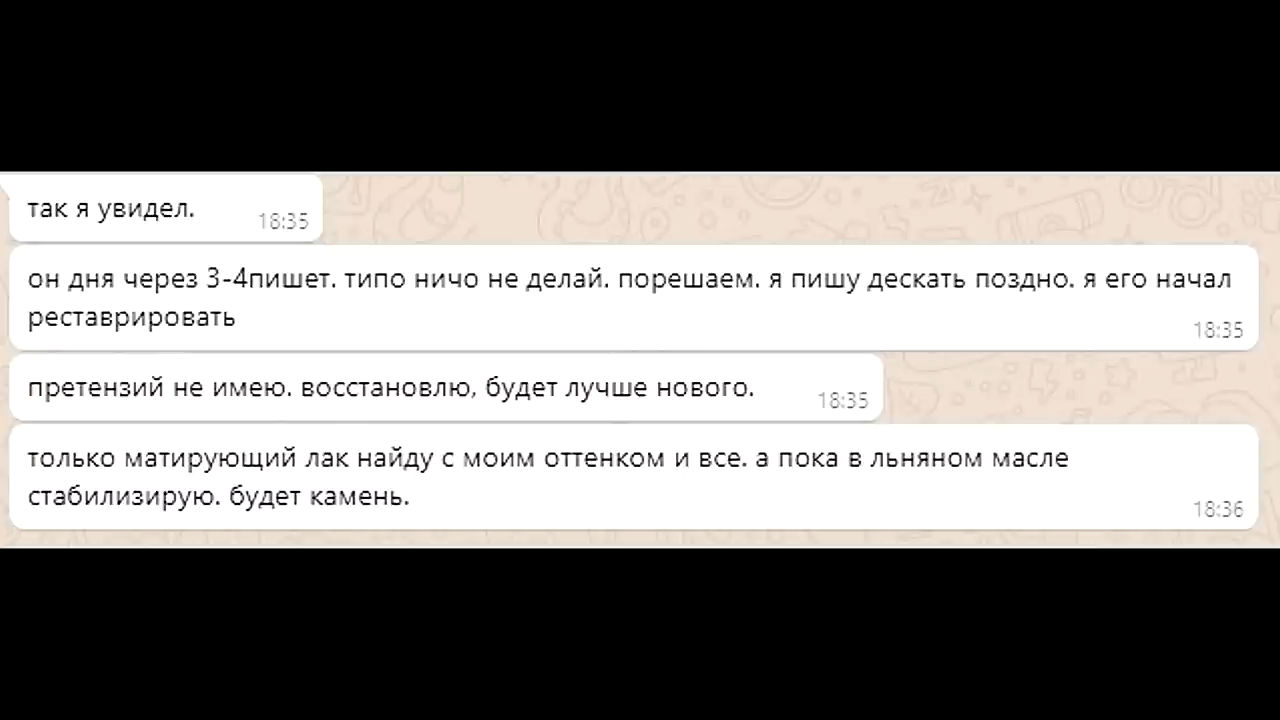 так я увидел.
18:35
он дня через 3-4пишет. типо ничо не делай. порешаем. я пишу дескать поздно. я его начал
реставрировать
18:35
претензий не имею. восстановлю, будет лучше нового.
18:35
только матирующий лак найду с моим оттенком и все. а пока в льняном масле
стабилизирую. будет камень.
18:36